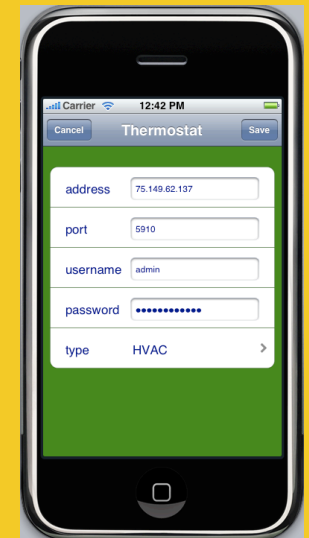 Carrier 12:42 PM
Cancel Thermostat Save
address 75.149.62.137
port 5910
username admin
password ••••••••••••
type HVAC